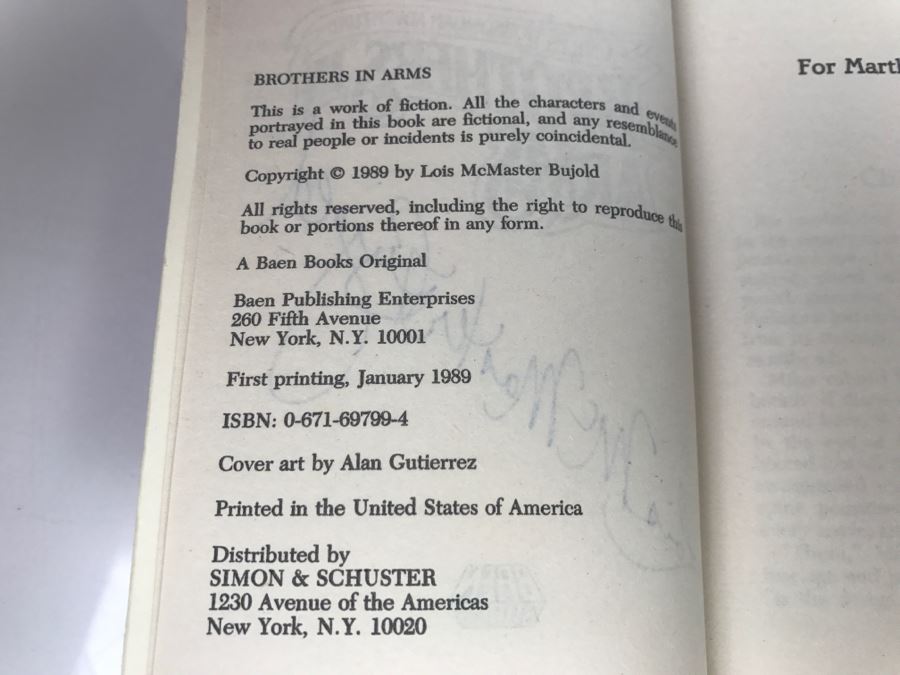 BROTHERS IN ARMS
This is a work of fiction. All the characters and events
portrayed in this book are fictional, and any resemblance
to real people or incidents is purely coincidental.
Copyright © 1989 by Lois McMaster Bujold
All rights reserved, including the right to reproduce this
book or portions thereof in any form.
A Baen Books Original
Baen Publishing Enterprises
260 Fifth Avenue
New York, N.Y. 10001
First printing, January 1989
ISBN: 0-671-69799-4
Cover art by Alan Gutierrez
Printed in the United States of America
Distributed by
SIMON & SCHUSTER
1230 Avenue of the Americas
New York, N.Y. 10020
For